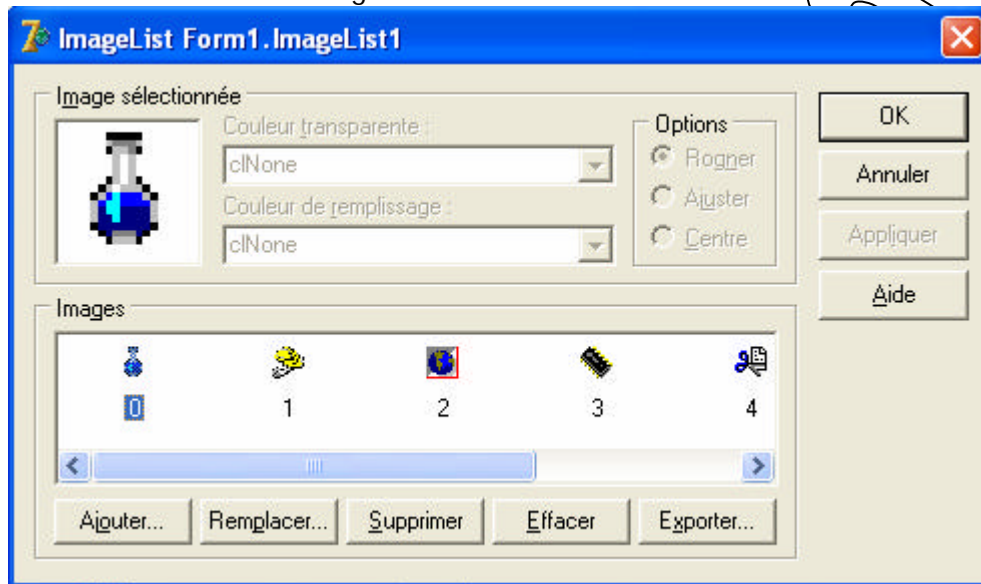 ImageList Form1.ImageList1
Image sélectionnée
Couleur transparente :
clNone
Couleur de remplissage :
clNone
Options
Rogner
Ajuster
Centre
OK
Annuler
Appliquer
Aide
Images
0 1 2 3 4
Ajouter... Remplacer... Supprimer Effacer Exporter...